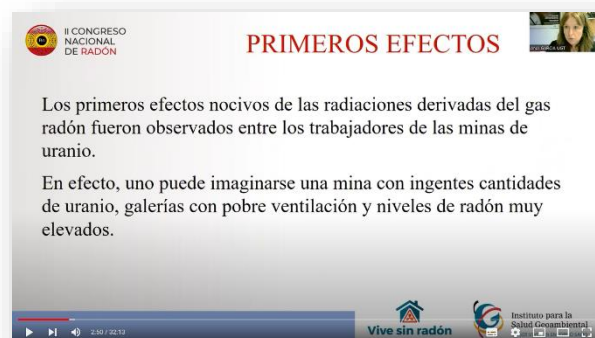 II CONGRESO
NACIONAL
DE RADÓN
PRIMEROS EFECTOS
Los primeros efectos nocivos de las radiaciones derivadas del gas
radón fueron observados entre los trabajadores de las minas de
uranio.
En efecto, uno puede imaginarse una mina con ingentes cantidades
de uranio, galerías con pobre ventilación y niveles de radón muy
elevados.
Vive sin radón
Instituto para la
Salud Geoambiental
2:50 / 32:13